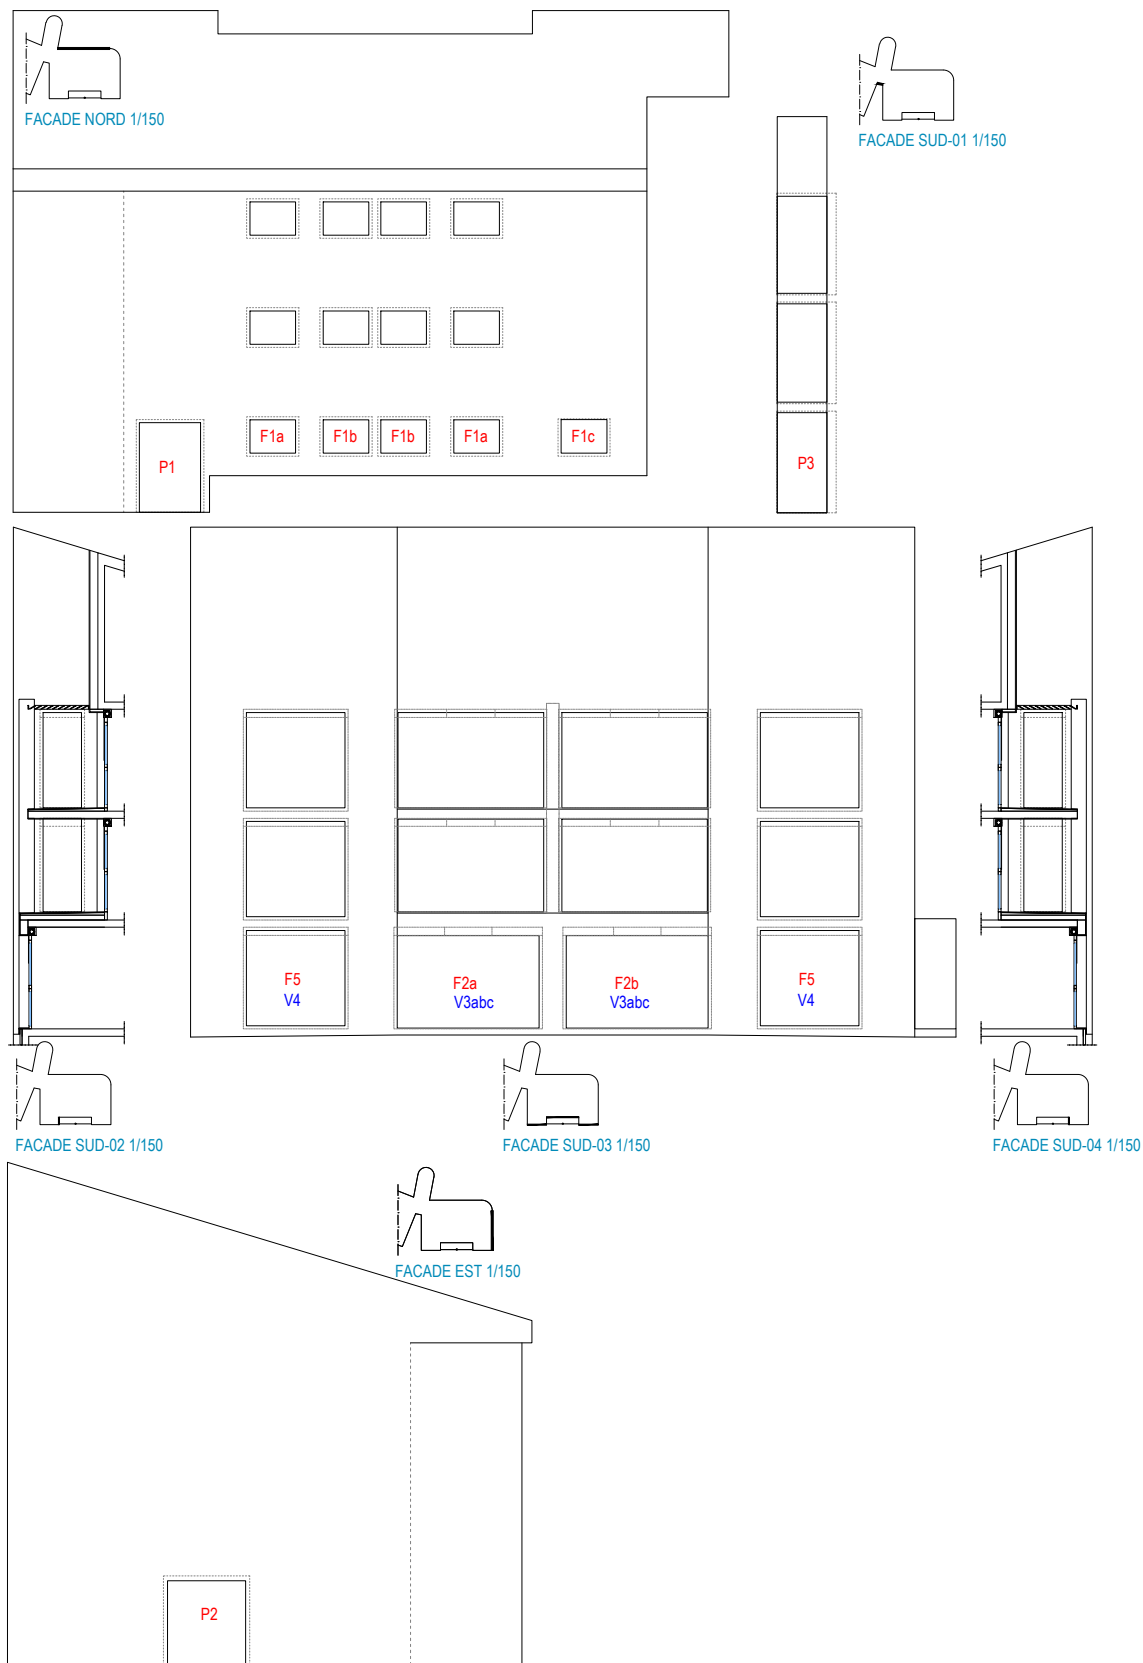 FACADE NORD 1/150
FACADE SUD-01 1/150
F1a F1b F1b F1a F1c
P1
P3
F5 F2a F2b F5
V4 V3abc V3abc V4
FACADE SUD-02 1/150
FACADE SUD-03 1/150
FACADE SUD-04 1/150
FACADE EST 1/150
P2